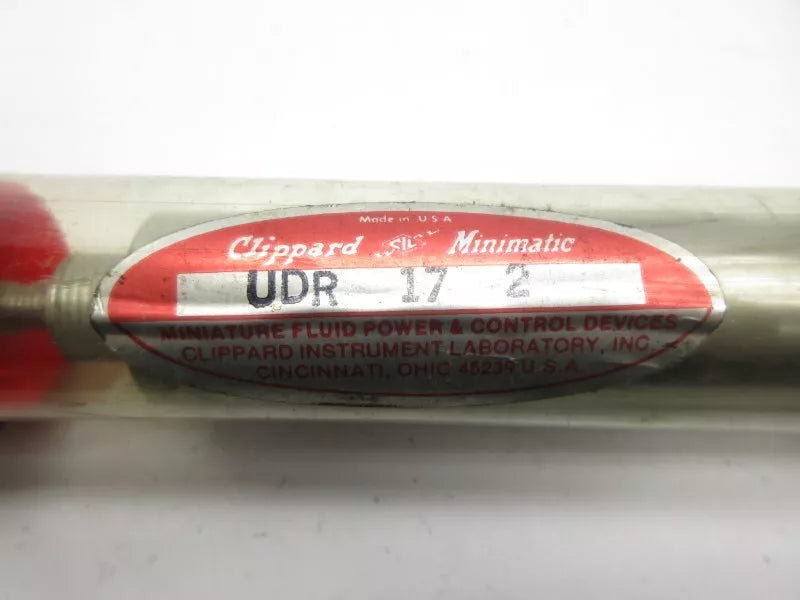 Made in U S A
Clippard Minimatic
UDR 17 2
MINIATURE FLUID POWER & CONTROL DEVICES
CLIPPARD INSTRUMENT LABORATORY, INC.
CINCINNATI, OHIO 45239 U.S.A.